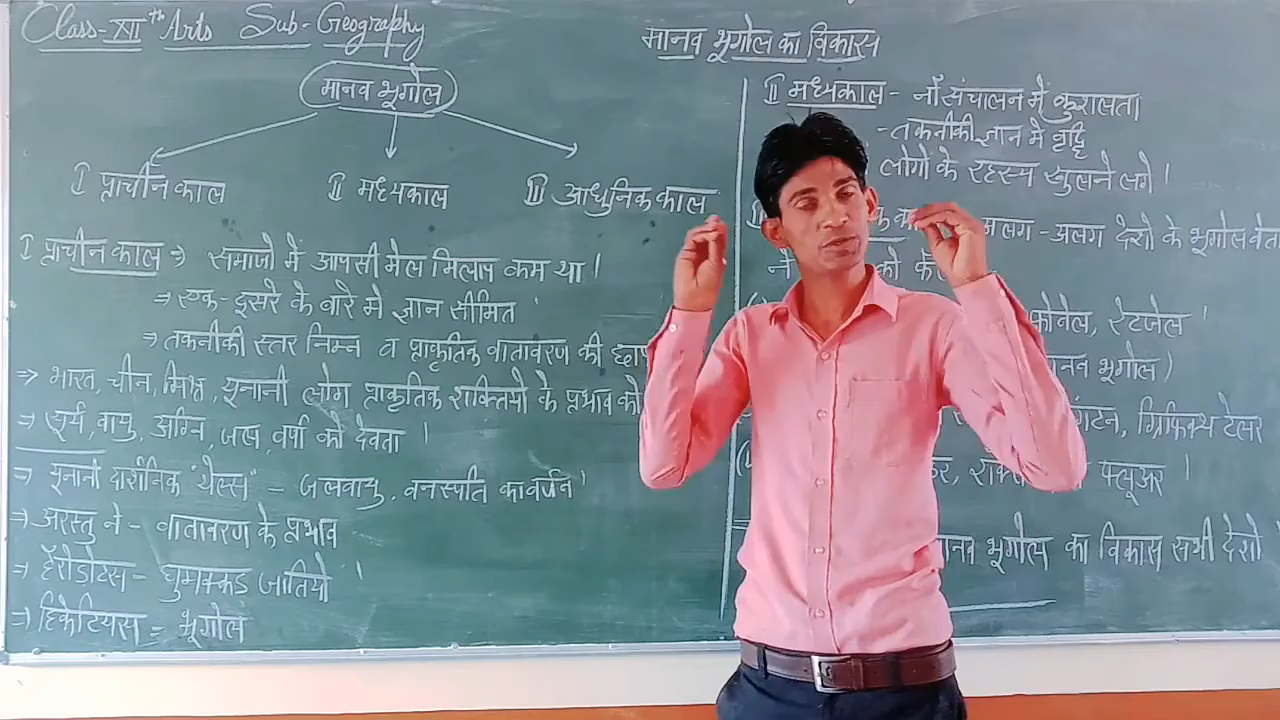 Class-XII th Arts Sub-Geography
मानव भूगोल का विकास
मानव भूगोल
I प्राचीन काल II मध्यकाल III आधुनिक काल
I प्राचीन काल ⇒ समाजो में आपसी मेल मिलाप कम था।
⇒ एक-दूसरे के बारे मे ज्ञान सीमित
⇒ तकनीकी स्तर निम्न व प्राकृतिक वातावरण की छाप
⇒ भारत, चीन, मिश्र, यूनानी लोग प्राकृतिक शक्तियो के प्रभाव को
⇒ सूर्य, वायु, अग्नि, जल, वर्षा को देवता ।
⇒ यूनानी दार्शनिक "थेल्स" - जलवायु, वनस्पति का वर्णन ।
⇒ अरस्तु ने - वातावरण के प्रभाव
⇒ हेरोडोटस - घुमक्कड जातियो ।
⇒ हिकेटियस = भूगोल
II मध्यकाल - नौ संचालन में कुशलता
- तकनीकी ज्ञान मे वृद्धि
लोगो के रहस्य खुलने लगे।
अलग-अलग देशो के भूगोलवेता
ने को
फोवेल, रेटजेल ।
मानव भूगोल)
गटन, ग्रिफिक्थ टेलर
फ्ल्यूअर ।
मानव भूगोल का विकास सभी देशो